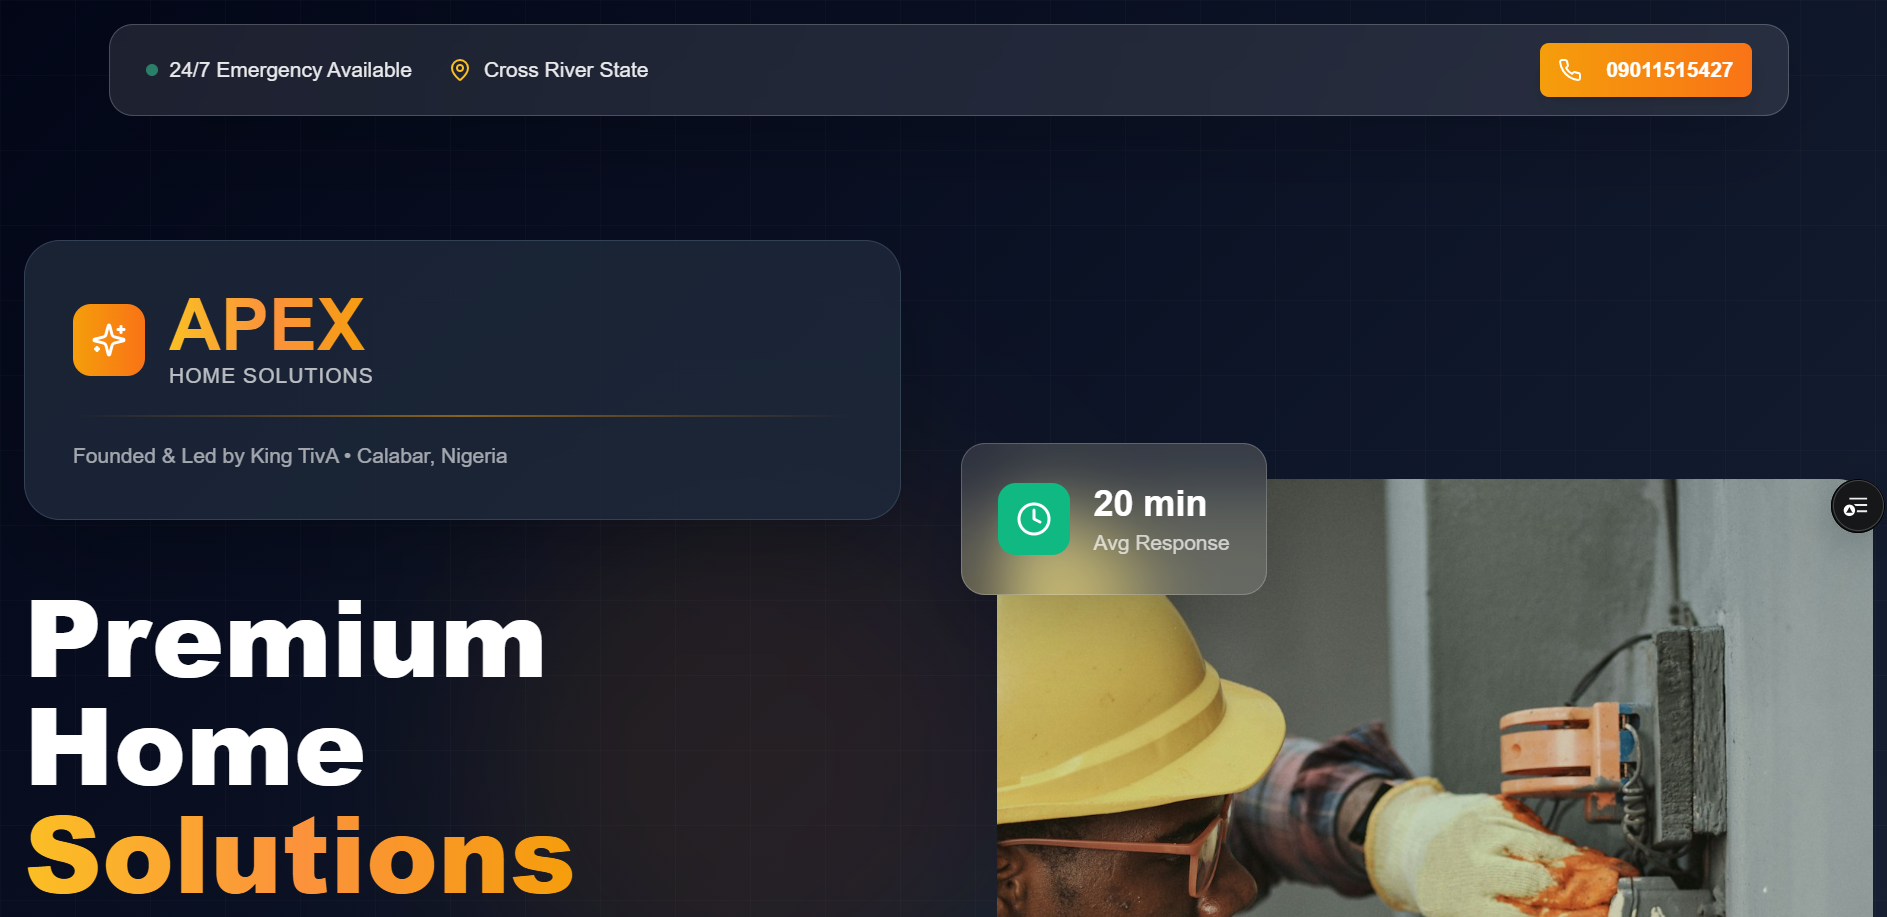 24/7 Emergency Available
Cross River State
09011515427
APEX
HOME SOLUTIONS
Founded & Led by King TivA • Calabar, Nigeria
20 min
Avg Response
Premium
Home
Solutions